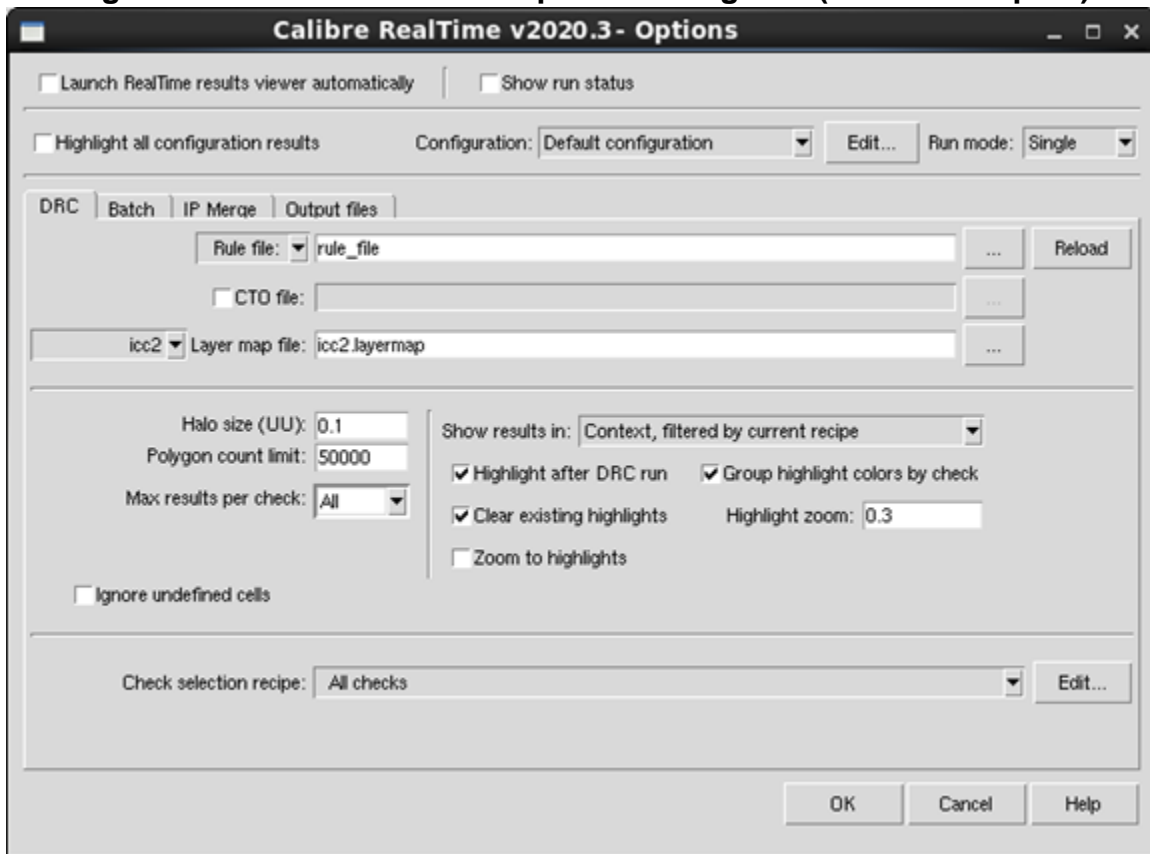 Calibre RealTime v2020.3- Options
Launch RealTime results viewer automatically Show run status
Highlight all configuration results Configuration: Default configuration Edit... Run mode: Single
DRC Batch IP Merge Output files
Rule file: rule_file ... Reload
CTO file: ...
icc2 Layer map file: icc2.layermap ...
Halo size (UU): 0.1
Polygon count limit: 50000
Max results per check: All
Show results in: Context, filtered by current recipe
Highlight after DRC run Group highlight colors by check
Clear existing highlights Highlight zoom: 0.3
Zoom to highlights
Ignore undefined cells
Check selection recipe: All checks Edit...
OK Cancel Help